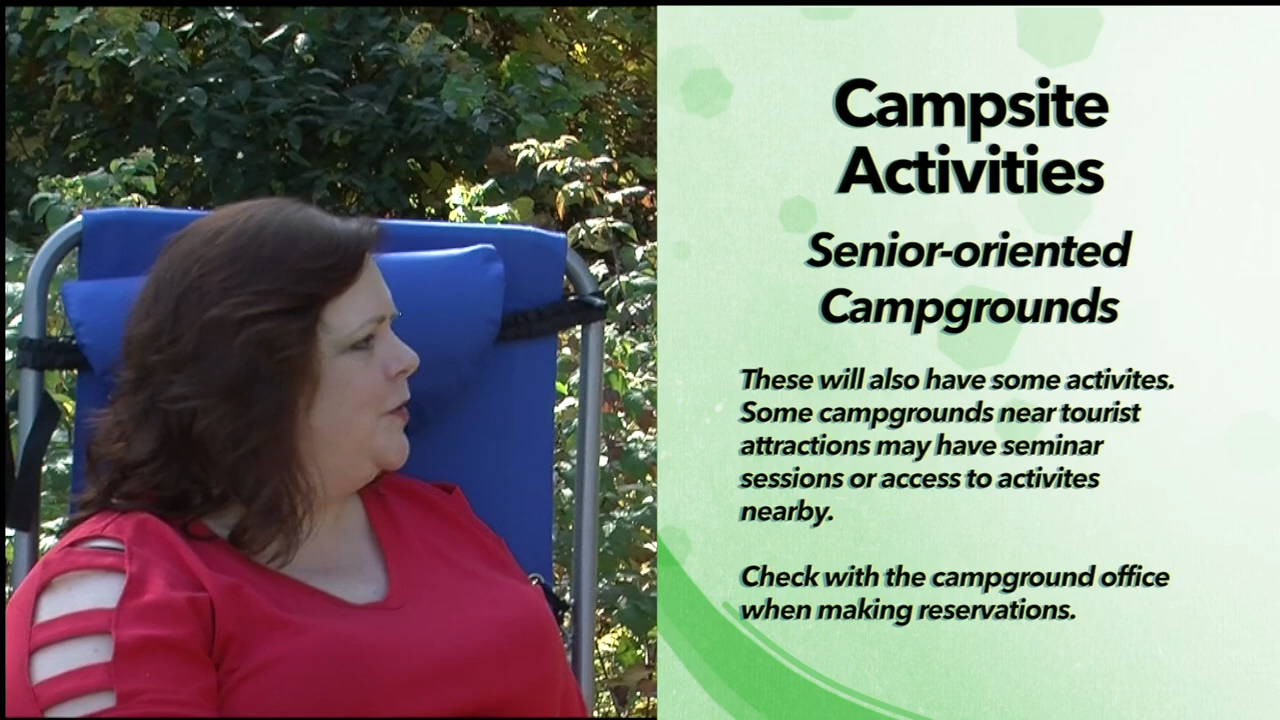 Campsite
Activities
Senior-oriented
Campgrounds
These will also have some activites.
Some campgrounds near tourist
attractions may have seminar
sessions or access to activites
nearby.
Check with the campground office
when making reservations.